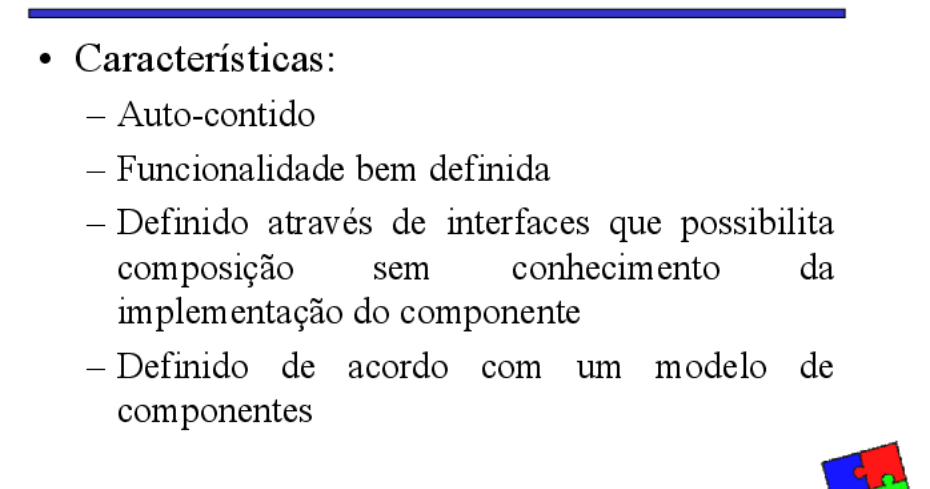 • Características:
– Auto-contido
– Funcionalidade bem definida
– Definido através de interfaces que possibilita
composição sem conhecimento da
implementação do componente
– Definido de acordo com um modelo de
componentes